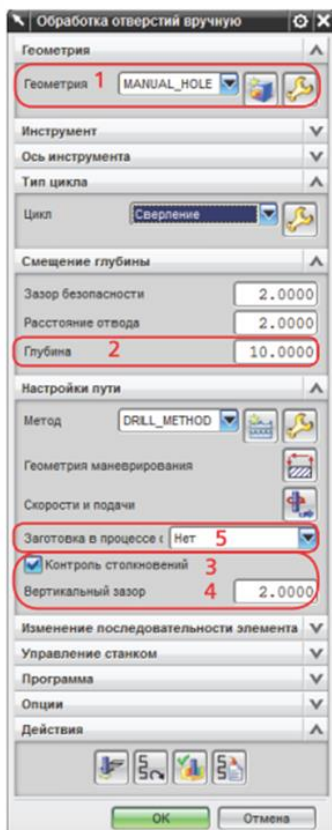 Обработка отверстий вручную
Геометрия
Геометрия 1 MANUAL_HOLE
Инструмент
Ось инструмента
Тип цикла
Цикл Сверление
Смещение глубины
Зазор безопасности 2.0000
Расстояние отвода 2.0000
Глубина 2 10.0000
Настройки пути
Метод DRILL_METHOD
Геометрия маневрирования
Скорости и подачи
Заготовка в процессе Нет 5
Контроль столкновений 3
Вертикальный зазор 4 2.0000
Изменение последовательности элемента
Управление станком
Программа
Опции
Действия
OK Отмена